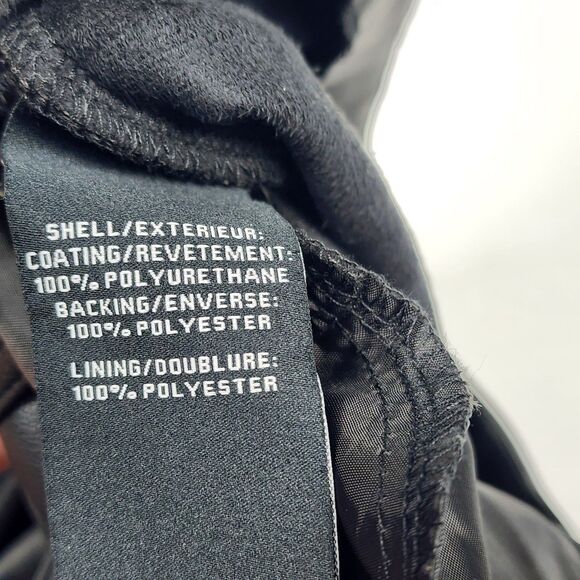 SHELL/EXTERIEUR:
COATING/REVETEMENT:
100% POLYURETHANE
BACKING/ENVERSE:
100% POLYESTER
LINING/DOUBLURE:
100% POLYESTER